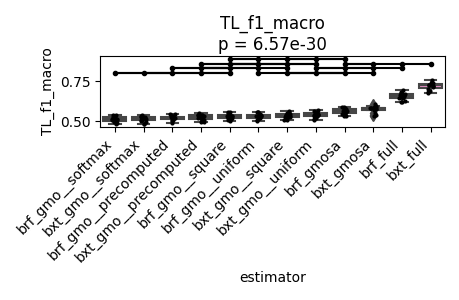 TL_f1_macro
p = 6.57e-30
TL_f1_macro
0.75
0.50
brf_gmo__softmax
bxt_gmo__softmax
brf_gmo__precomputed
bxt_gmo__precomputed
brf_gmo__square
brf_gmo__uniform
bxt_gmo__square
bxt_gmo__uniform
brf_gmosa
bxt_gmosa
brf_full
bxt_full
estimator